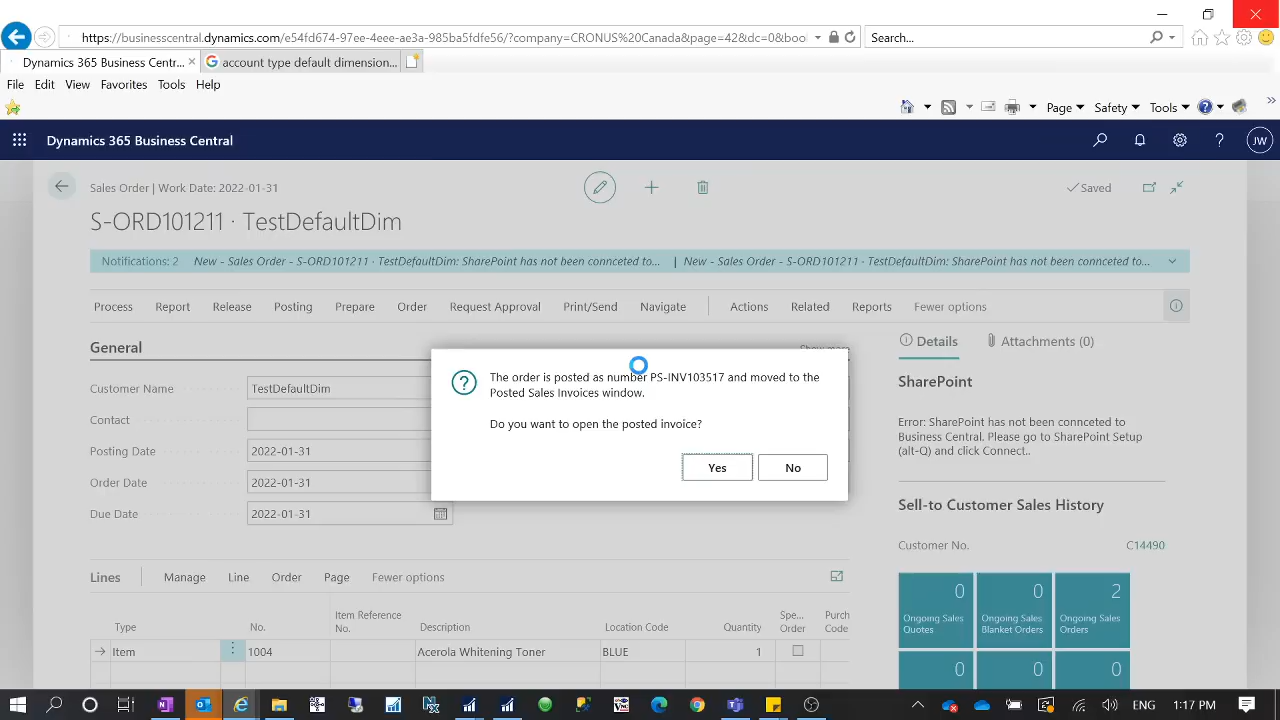 https://businesscentral.dynamics.com/e54fd674-97ee-4eee-ae3a-985b5fdfe56/?company=CRONUS%20Canada&page=42&dc=0&boo
Search...
Dynamics 365 Business Centr...
account type default dimension...
File Edit View Favorites Tools Help
Page Safety Tools
Dynamics 365 Business Central
JW
Sales Order | Work Date: 2022-01-31
Saved
S-ORD101211 · TestDefaultDim
Notifications: 2 New - Sales Order - S-ORD101211 · TestDefaultDim: SharePoint has not been connceted to... | New - Sales Order - S-ORD101211 · TestDefaultDim: SharePoint has not been connceted to...
Process Report Release Posting Prepare Order Request Approval Print/Send Navigate Actions Related Reports Fewer options
General
Show more
Customer Name TestDefaultDim
Contact
Posting Date 2022-01-31
Order Date 2022-01-31
Due Date 2022-01-31
The order is posted as number PS-INV103517 and moved to the
Posted Sales Invoices window.
Do you want to open the posted invoice?
Yes No
Details Attachments (0)
SharePoint
Error: SharePoint has not been connceted to
Business Central. Please go to SharePoint Setup
(alt-Q) and click Connect..
Sell-to Customer Sales History
Customer No. C14490
0 0 2
Ongoing Sales
Quotes
Ongoing Sales
Blanket Orders
Ongoing Sales
Orders
0 0 0
Lines Manage Line Order Page Fewer options
Type
No.
Item Reference
No.
Description
Location Code
Quantity
Spe...
Order
Purch
Code
Item 1004 Acerola Whitening Toner BLUE 1
ENG 1:17 PM